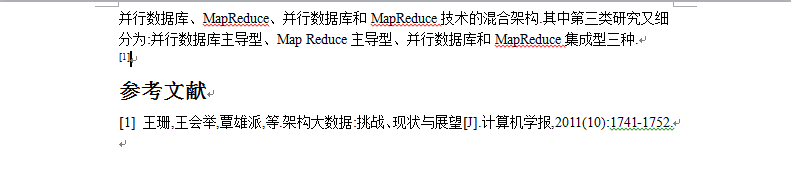 并行数据库、MapReduce、并行数据库和 MapReduce 技术的混合架构.其中第三类研究又细
分为:并行数据库主导型、Map Reduce 主导型、并行数据库和 MapReduce 集成型三种.
[1]
参考文献
[1] 王珊,王会举,覃雄派,等.架构大数据:挑战、现状与展望[J].计算机学报,2011(10):1741-1752.